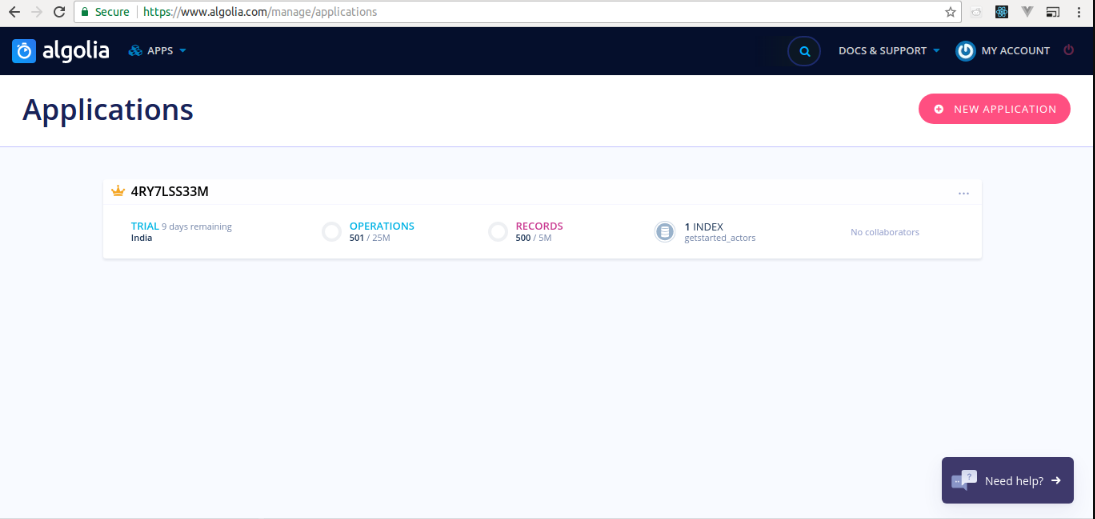 Secure https://www.algolia.com/manage/applications
algolia APPS DOCS & SUPPORT MY ACCOUNT
Applications
NEW APPLICATION
4RY7LSS33M
...
TRIAL 9 days remaining
India
OPERATIONS
501 / 25M
RECORDS
500 / 5M
1 INDEX
getstarted_actors
No collaborators
Need help?